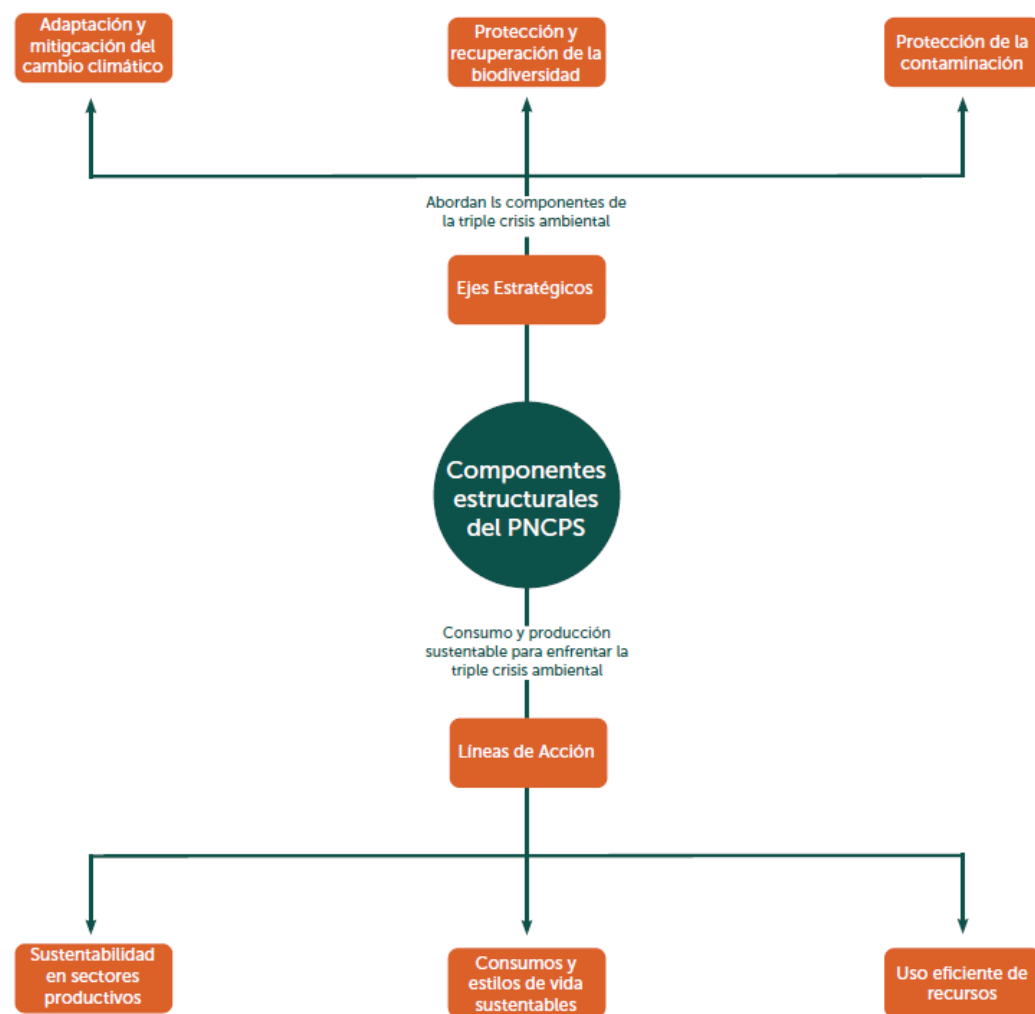 Adaptación y
mitigcación del
cambio climático
Protección y
recuperación de la
biodiversidad
Protección de la
contaminación
Abordan ls componentes de
la triple crisis ambiental
Ejes Estratégicos
Componentes
estructurales
del PNCPS
Consumo y producción
sustentable para enfrentar la
triple crisis ambiental
Líneas de Acción
Sustentabilidad
en sectores
productivos
Consumos y
estilos de vida
sustentables
Uso eficiente de
recursos